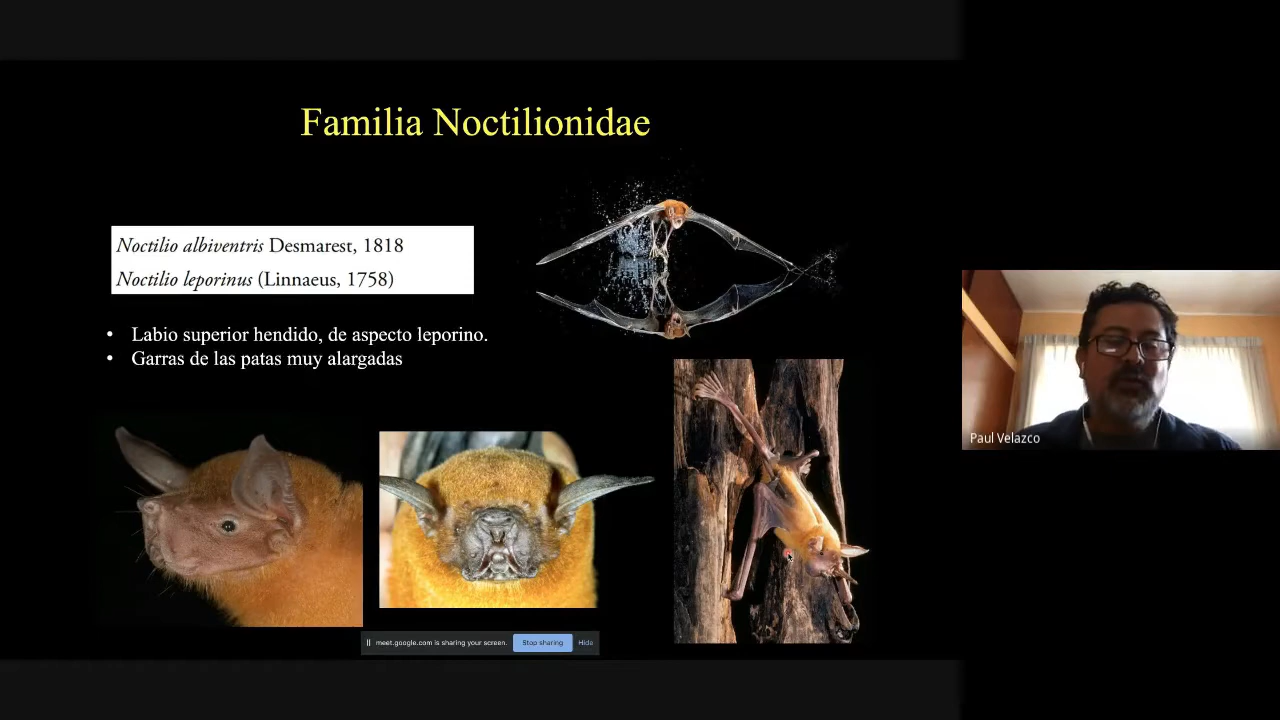 Familia Noctilionidae
Noctilio albiventris Desmarest, 1818
Noctilio leporinus (Linnaeus, 1758)
• Labio superior hendido, de aspecto leporino.
• Garras de las patas muy alargadas
Paul Velazco
meet.google.com is sharing your screen. Stop sharing Hide